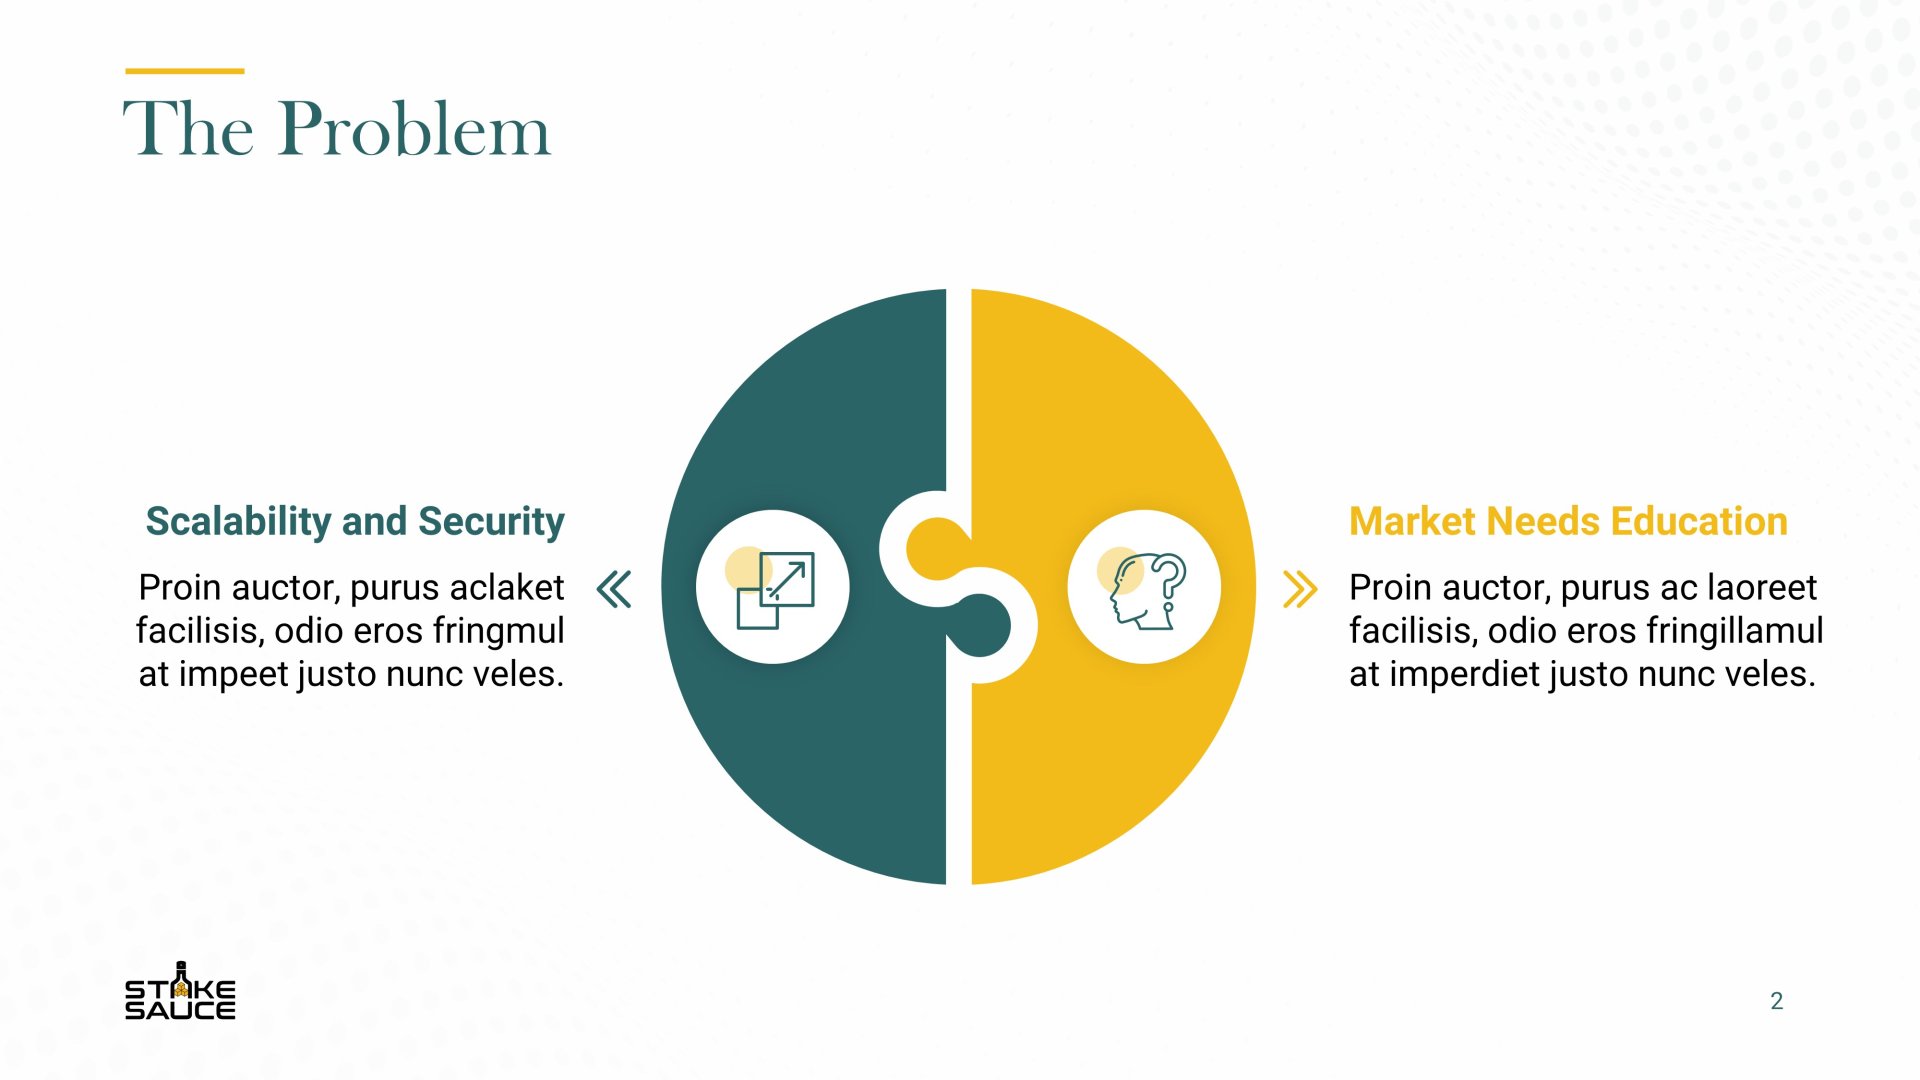 The Problem
Scalability and Security
Proin auctor, purus aclaket
facilisis, odio eros fringmul
at impeet justo nunc veles.
Market Needs Education
Proin auctor, purus ac laoreet
facilisis, odio eros fringillamul
at imperdiet justo nunc veles.
STAKE
SAUCE
2